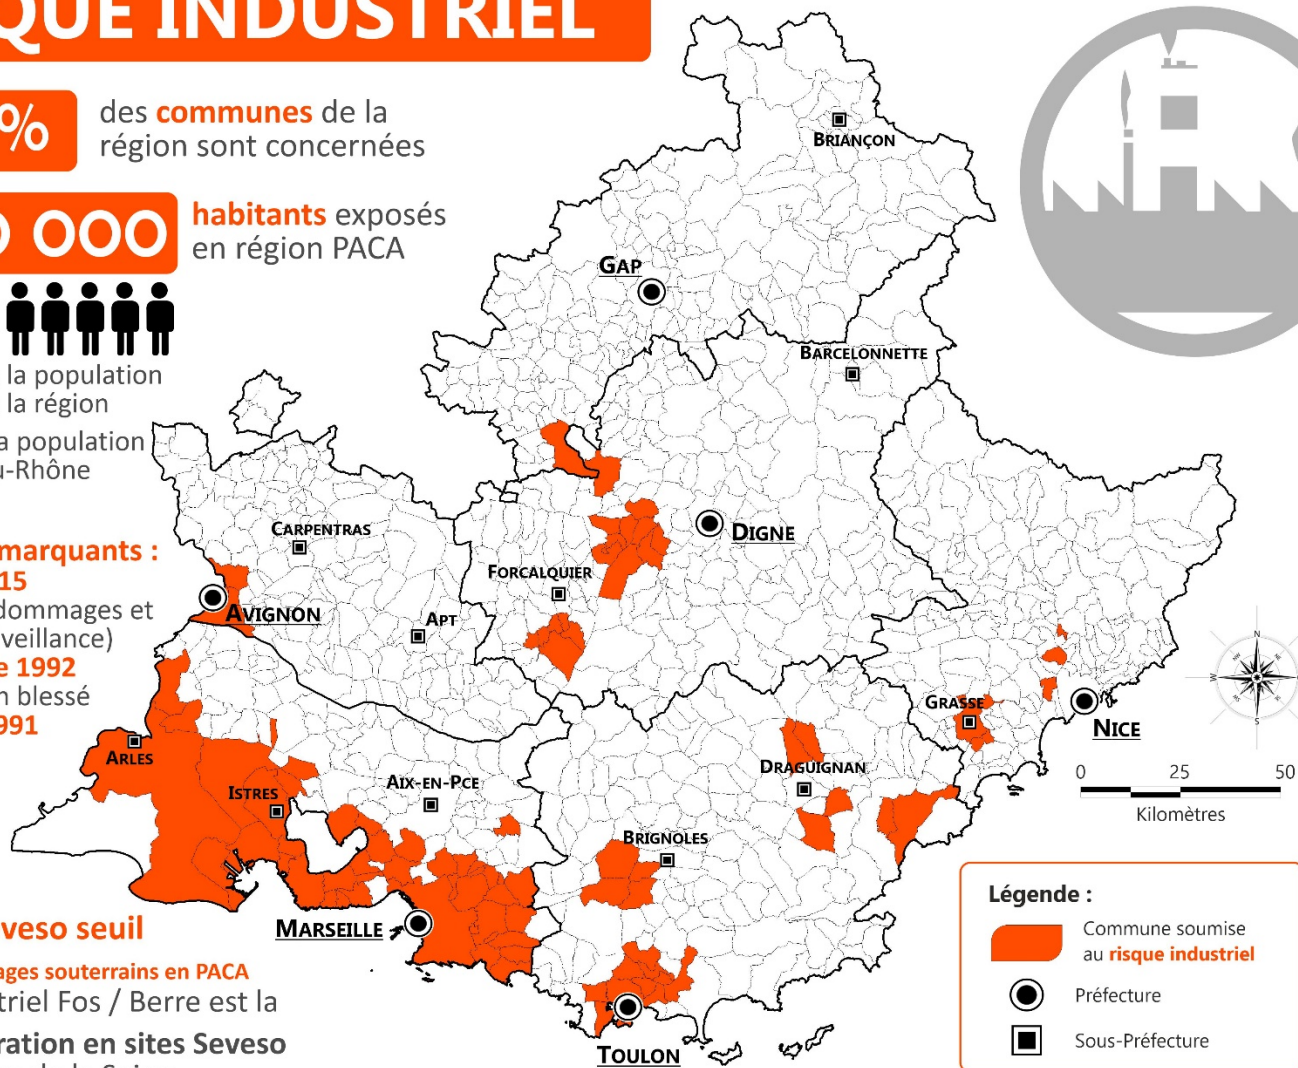 QUE INDUSTRIEL
%
des communes de la
région sont concernées
000
habitants exposés
en région PACA
la population
la région
a population
u-Rhône
marquants :
15
dommages et
veillance)
e 1992
n blessé
991
veso seuil
ages souterrains en PACA
triel Fos / Berre est la
ration en sites Seveso
BRIANÇON
GAP
BARCELONNETTE
CARPENTRAS
DIGNE
FORCALQUIER
AVIGNON
APT
GRASSE
NICE
ARLES
DRAGUIGNAN
ISTRES
AIX-EN-PCE
BRIGNOLES
MARSEILLE
TOULON
N
W
S
0 25 50
Kilomètres
Légende :
Commune soumise
au risque industriel
Préfecture
Sous-Préfecture